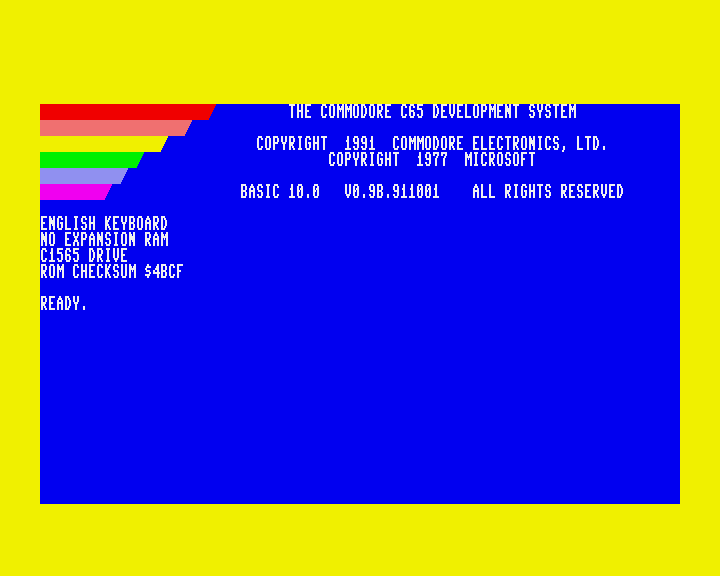 THE COMMODORE C65 DEVELOPMENT SYSTEM
COPYRIGHT  1991  COMMODORE ELECTRONICS, LTD.
COPYRIGHT  1977  MICROSOFT
BASIC 10.0   V0.9B.911001    ALL RIGHTS RESERVED
ENGLISH KEYBOARD
NO EXPANSION RAM
C1565 DRIVE
ROM CHECKSUM $4BCF
READY.